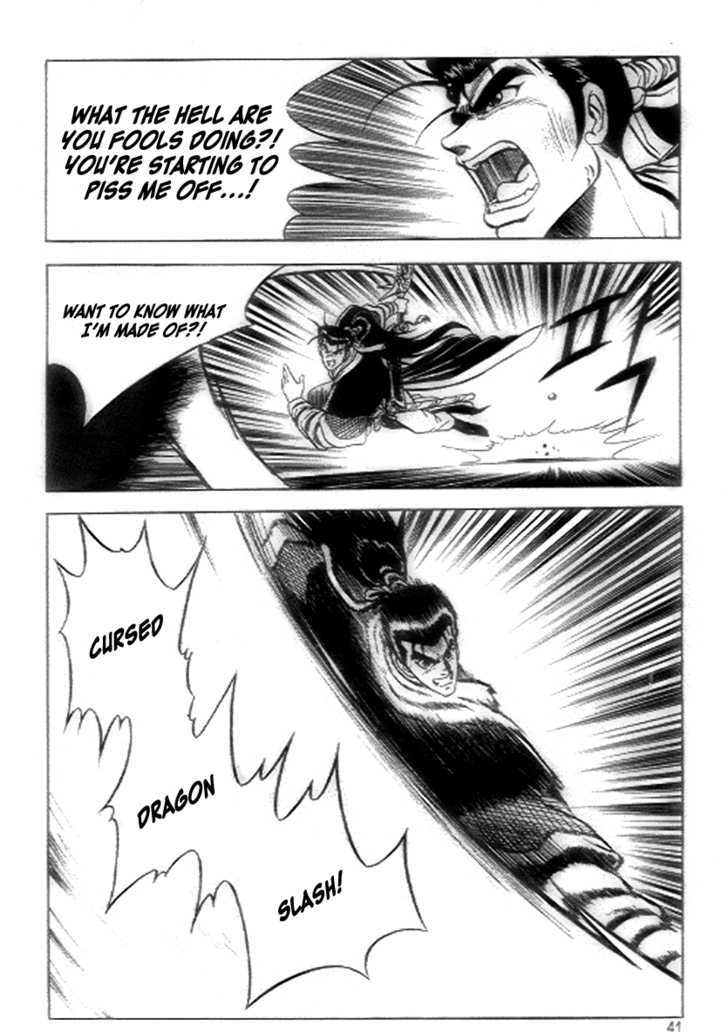 WHAT THE HELL ARE
YOU FOOLS DOING?!
YOU'RE STARTING TO
PISS ME OFF...!
WANT TO KNOW WHAT
I'M MADE OF?!
CURSED
DRAGON
SLASH!
41